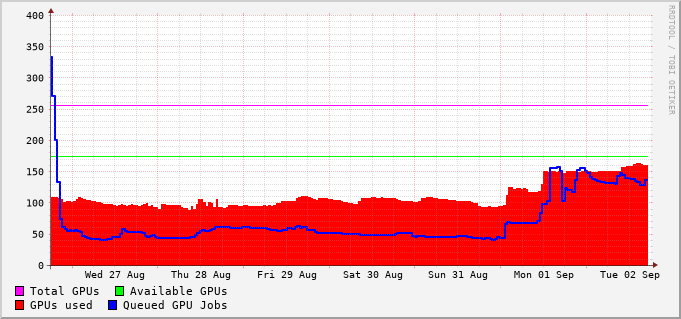 400
350
300
250
200
150
100
50
0
Wed 27 Aug Thu 28 Aug Fri 29 Aug Sat 30 Aug Sun 31 Aug Mon 01 Sep Tue 02 Sep
Total GPUs Available GPUs
GPUs used Queued GPU Jobs
RRDTOOL / TOBI OETIKER